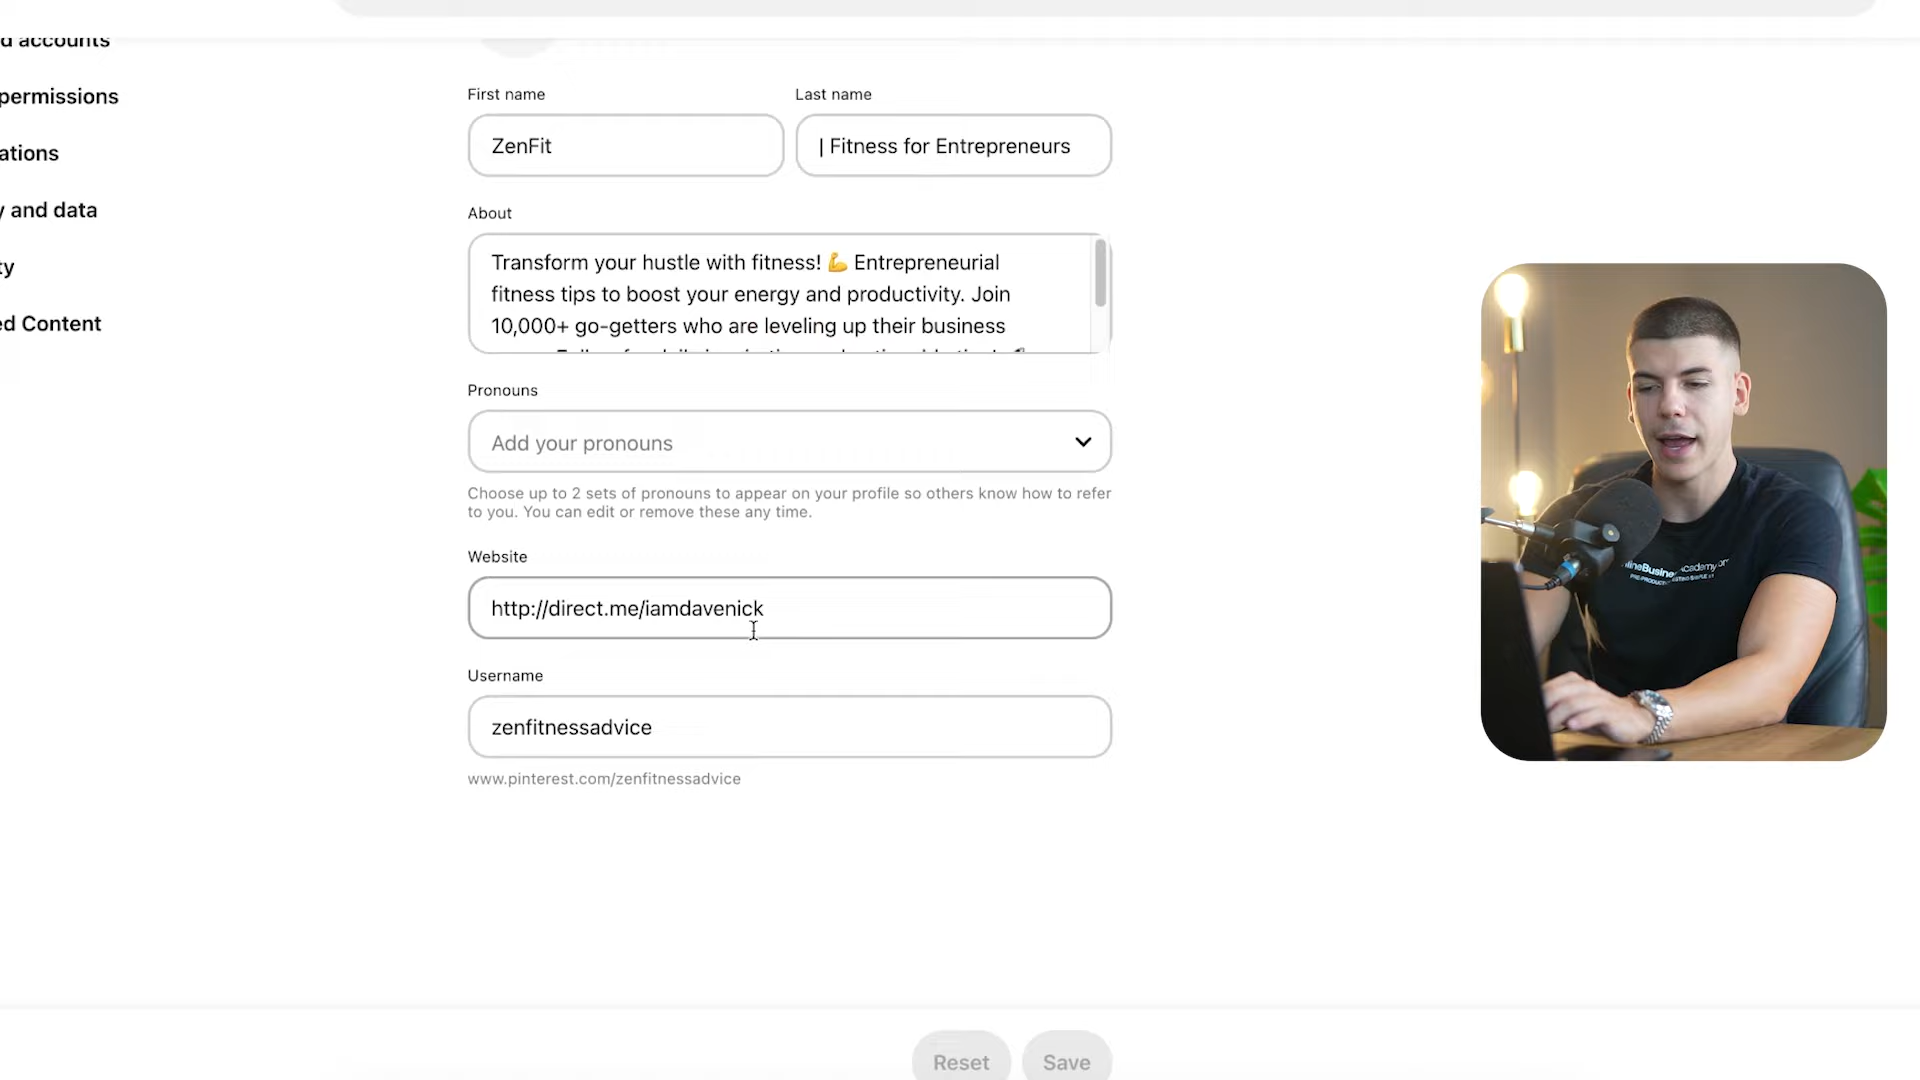 d accounts
permissions
ations
y and data
ty
ed Content
First name
Last name
ZenFit
| Fitness for Entrepreneurs
About
Transform your hustle with fitness! 💪 Entrepreneurial
fitness tips to boost your energy and productivity. Join
10,000+ go-getters who are leveling up their business
Pronouns
Add your pronouns
Choose up to 2 sets of pronouns to appear on your profile so others know how to refer
to you. You can edit or remove these any time.
Website
http://direct.me/iamdavenick
Username
zenfitnessadvice
www.pinterest.com/zenfitnessadvice
Reset
Save